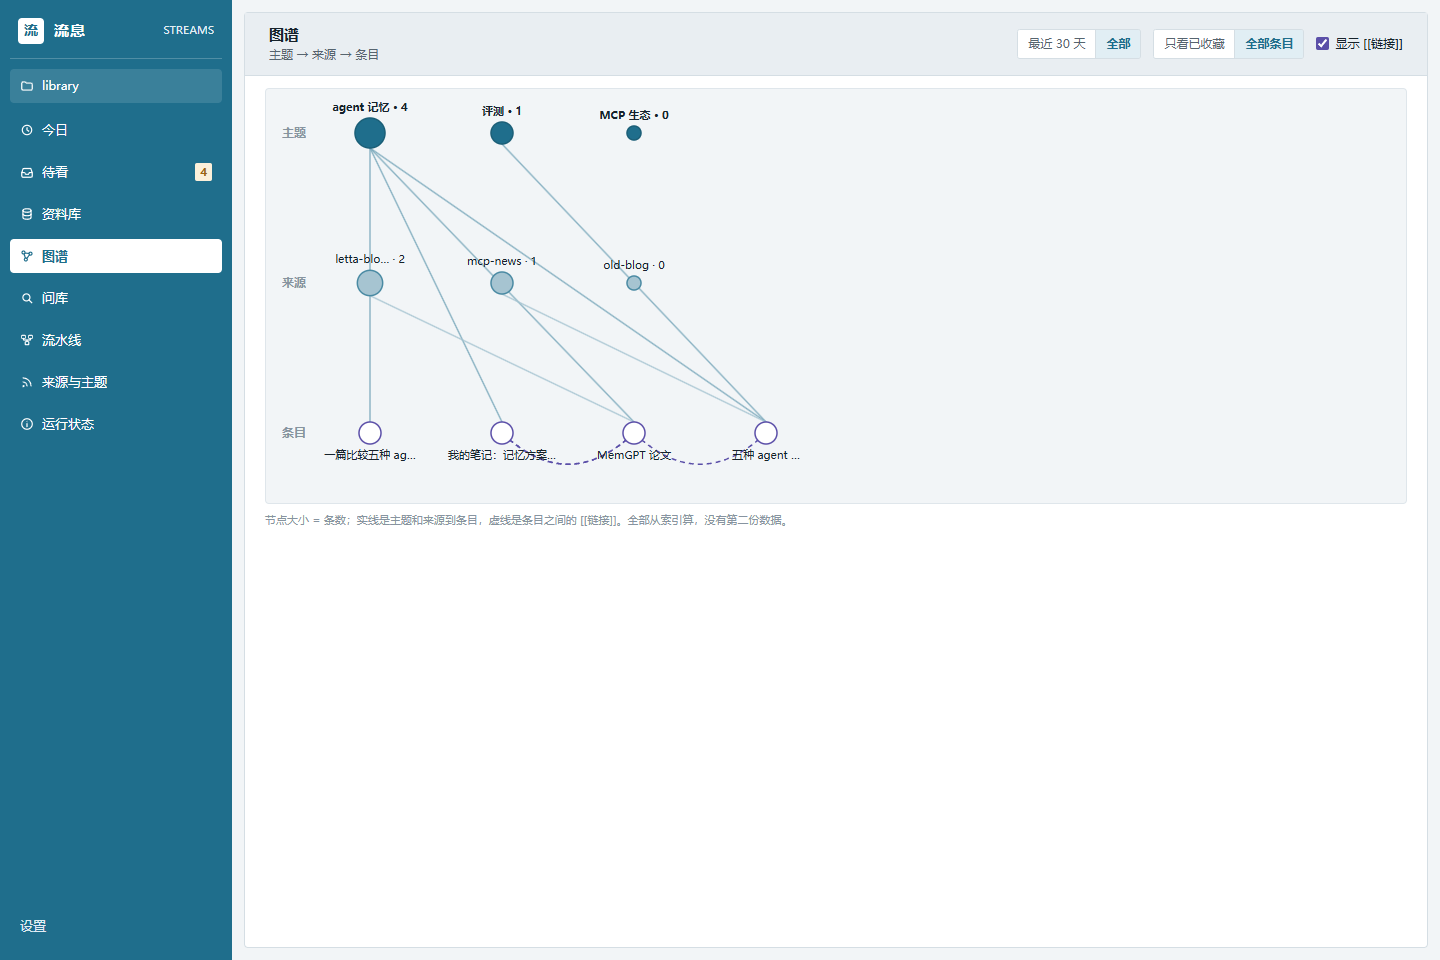 流 流息 STREAMS
library
今日
待看 4
资料库
图谱
问库
流水线
来源与主题
运行状态
设置
图谱
主题 → 来源 → 条目
最近 30 天 全部 只看已收藏 全部条目 显示 [[链接]]
agent 记忆 • 4 评测 • 1 MCP 生态 • 0
主题
letta-blo... · 2 mcp-news · 1 old-blog · 0
来源
条目
一篇比较五种 ag... 我的笔记：记忆方案... MemGPT 论文 五种 agent ...
节点大小 = 条数；实线是主题和来源到条目，虚线是条目之间的 [[链接]]。全部从索引算，没有第二份数据。